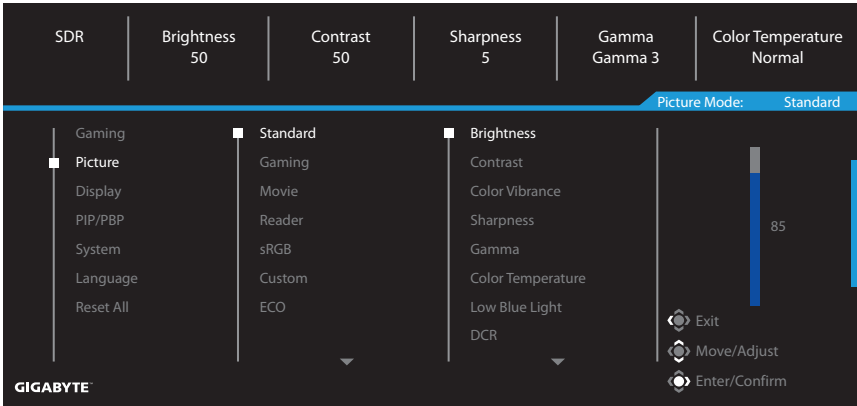 SDR
Brightness
50
Contrast
50
Sharpness
5
Gamma
Gamma 3
Color Temperature
Normal
Picture Mode: Standard
Gaming
Picture
Display
PIP/PBP
System
Language
Reset All
Standard
Gaming
Movie
Reader
sRGB
Custom
ECO
Brightness
Contrast
Color Vibrance
Sharpness
Gamma
Color Temperature
Low Blue Light
DCR
85
Exit
Move/Adjust
Enter/Confirm
GIGABYTE™